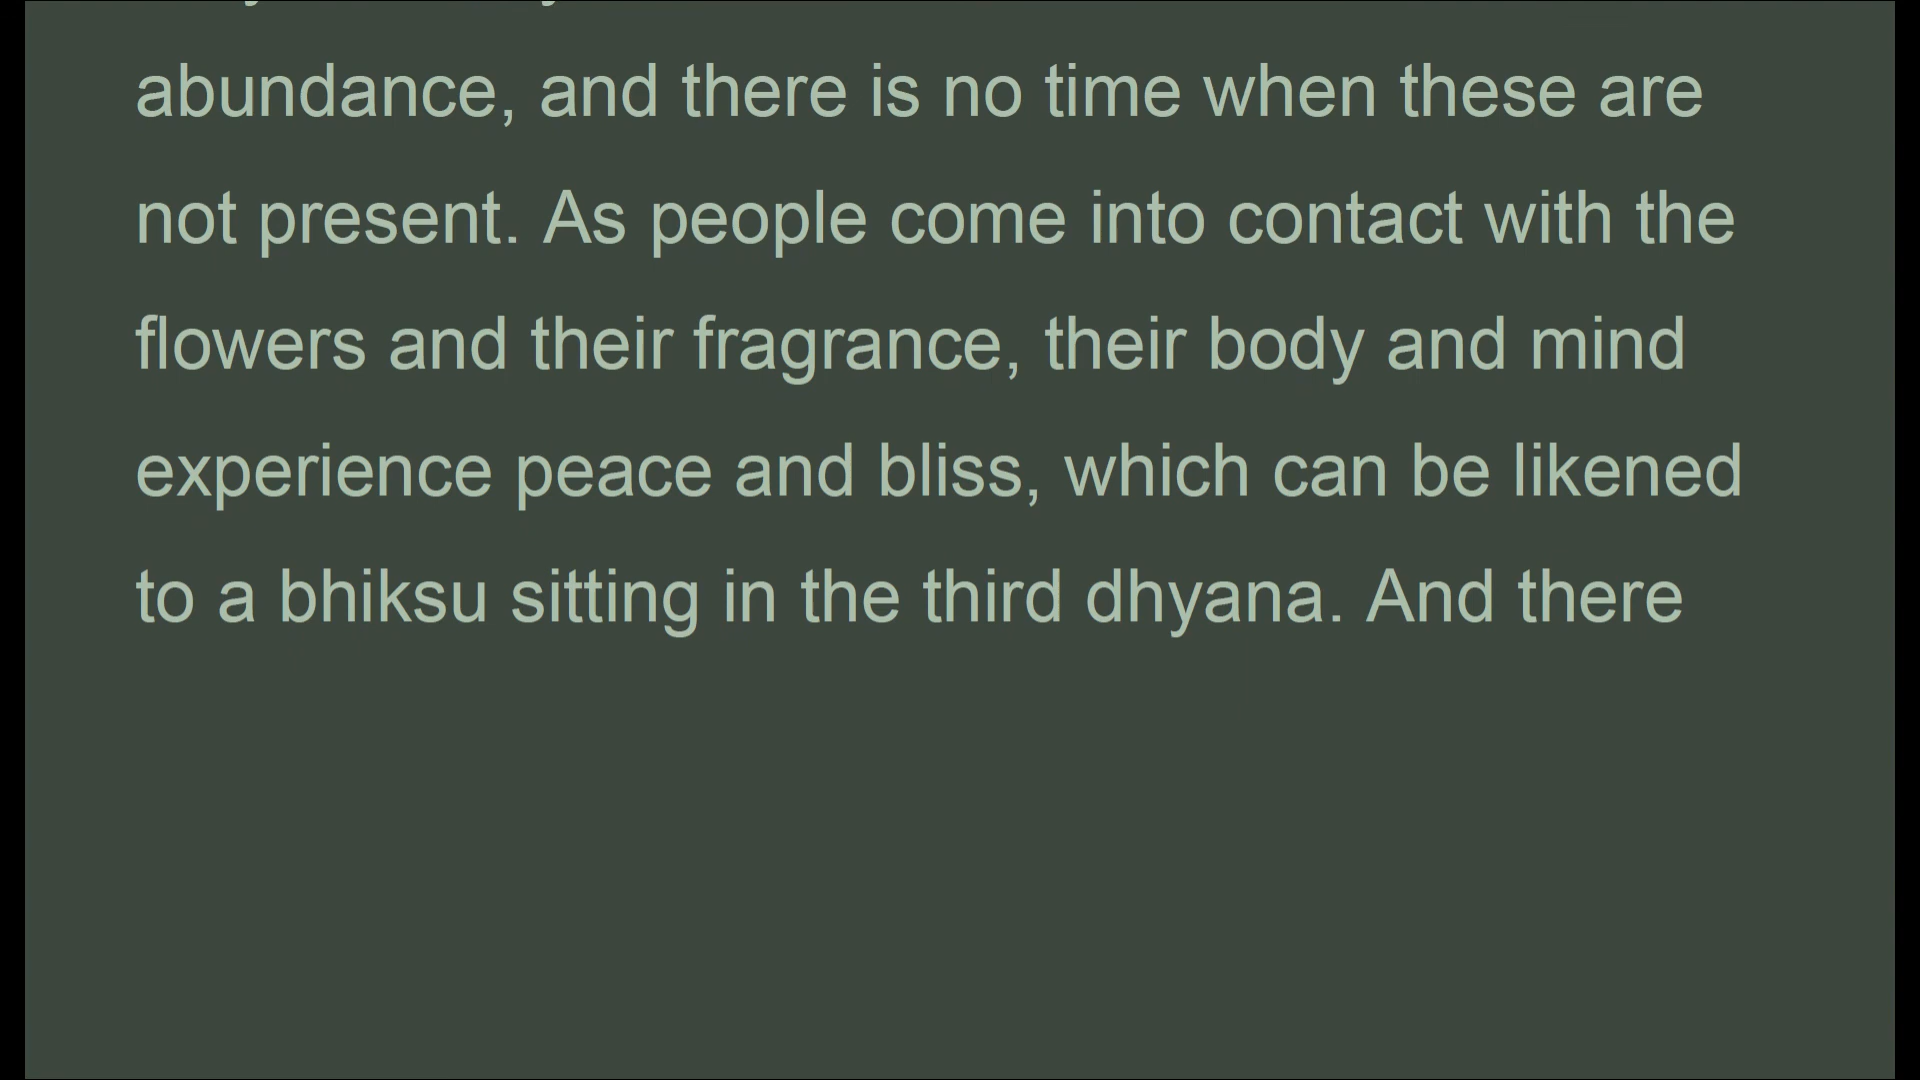 abundance, and there is no time when these are
not present. As people come into contact with the
flowers and their fragrance, their body and mind
experience peace and bliss, which can be likened
to a bhiksu sitting in the third dhyana. And there